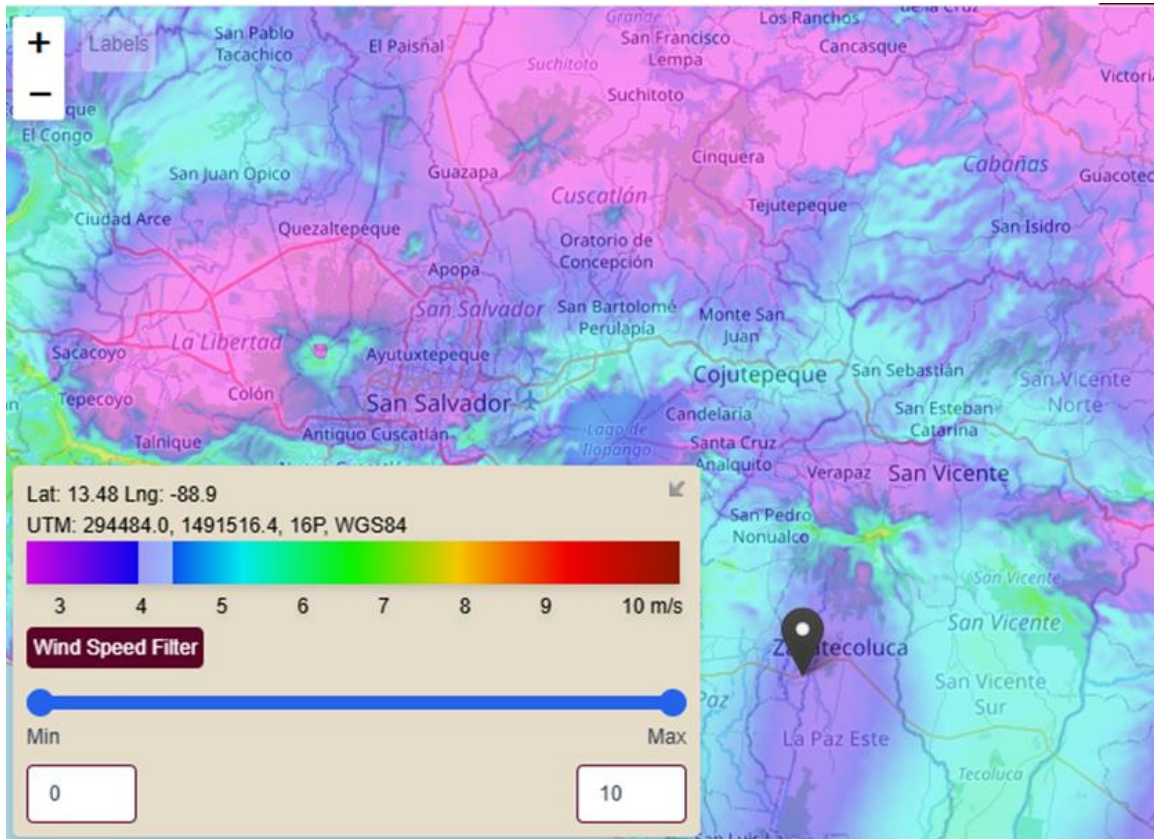 +
−
Labels
San Pablo
Tacachico
El Paisnal
Grande
San Francisco
Lempa
Los Ranchos
Cancasque
Suchitoto
Suchitoto
Victoria
El Congo
San Juan Opico
Guazapa
Cinquera
Cabañas
Guacotec
Cuscatlán
Tejutepeque
Ciudad Arce
Quezaltepeque
San Isidro
Oratorio de
Concepción
Apopa
San Salvador
San Bartolomé
Perulapía
Monte San
Juan
La Libertad
Sacacoyo
Ayutuxtepeque
Cojutepeque
San Sebastián
San Vicente
Norte
Tepecoyo
Colón
San Salvador
Candelaria
San Esteban
Catarina
Talnique
Antiguo Cuscatlán
Lago de
Ilopango
Santa Cruz
Analquito
Verapaz
San Vicente
San Pedro
Nonualco
San Vicente
San Vicente
Paz
San Vicente
Sur
La Paz Este
Tecoluca
Lat: 13.48 Lng: -88.9
UTM: 294484.0, 1491516.4, 16P, WGS84
3 4 5 6 7 8 9 10 m/s
Wind Speed Filter
Min Max
0 10